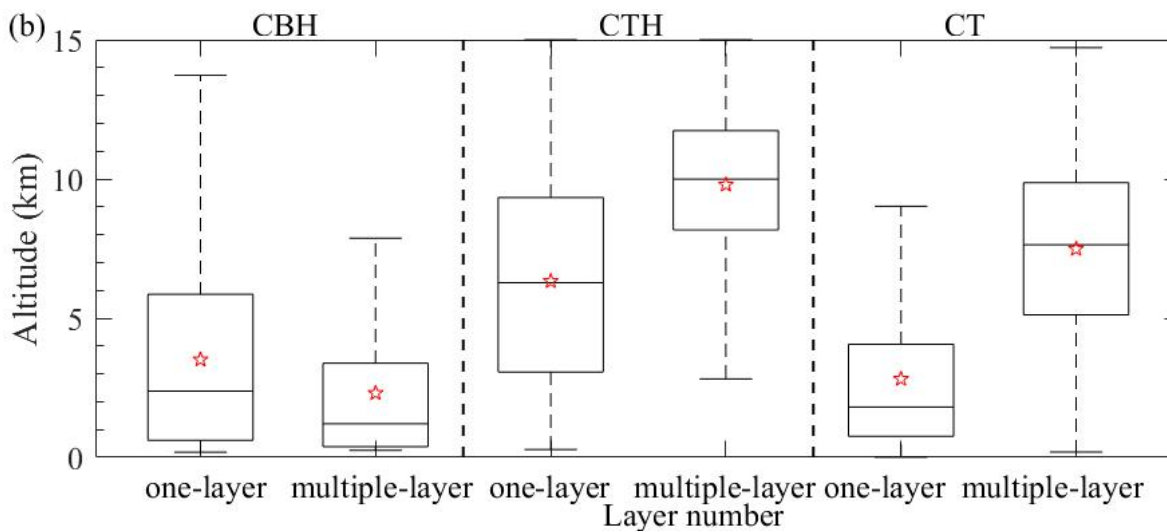 (b) CBH CTH CT
15
10
5
0
Altitude (km)
one-layer multiple-layer one-layer multiple-layer one-layer multiple-layer
Layer number